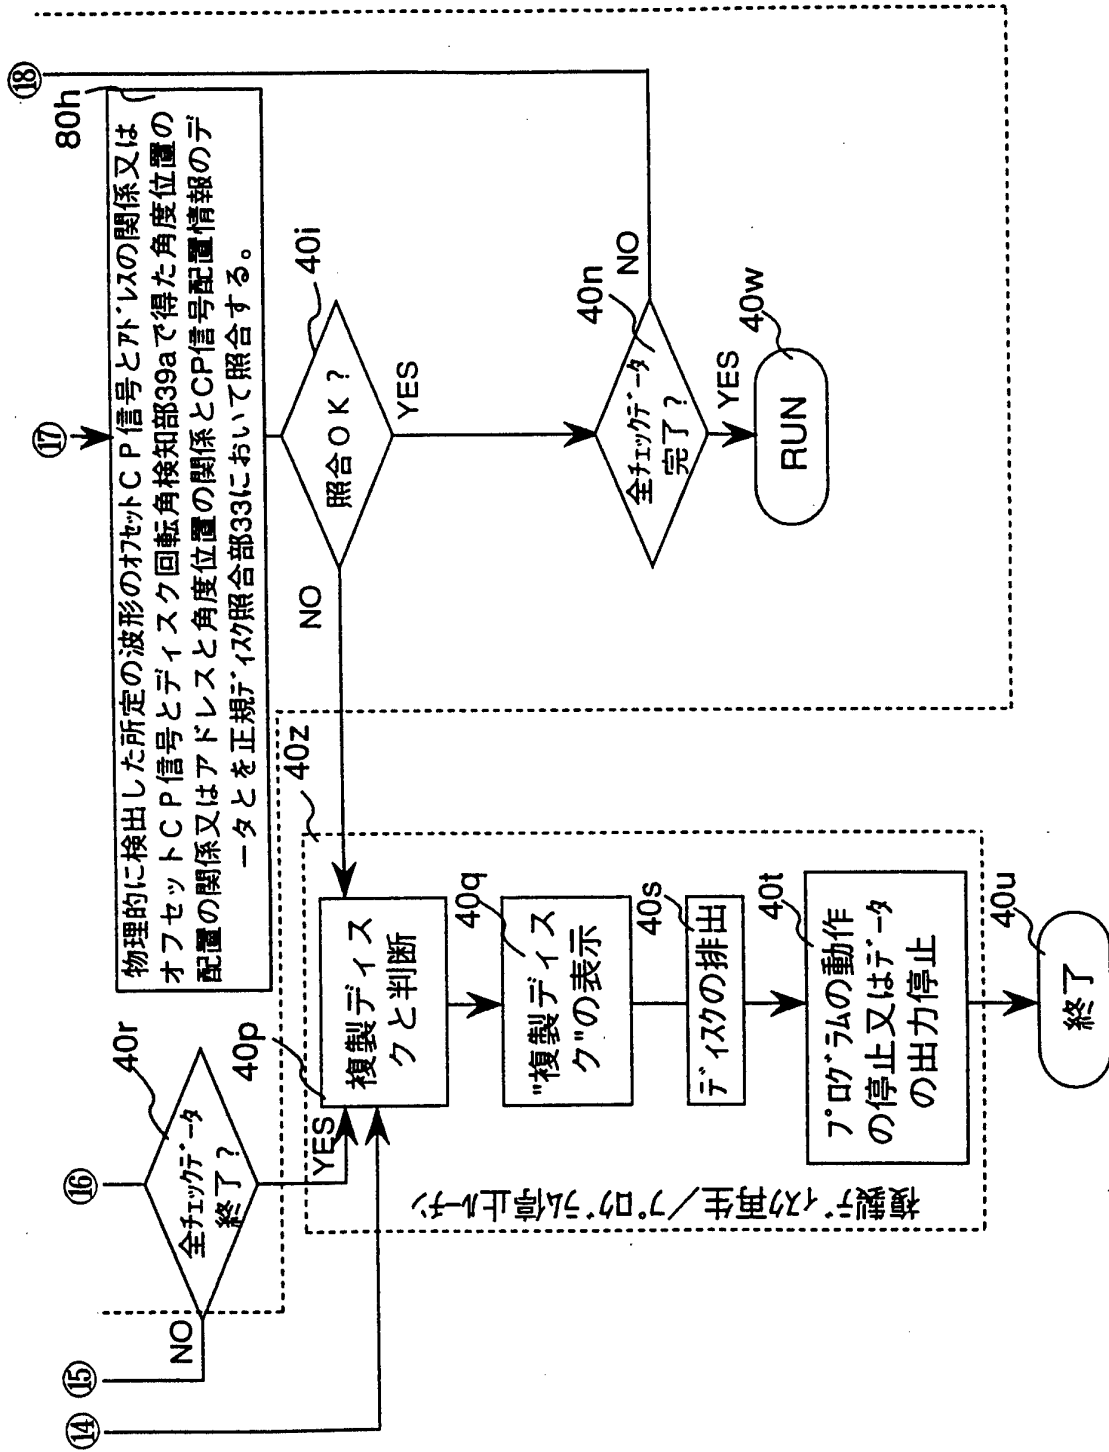 ⑭
⑮
⑯
⑰
⑱
NO
40r
全チェックデータ
終了?
YES
80h
物理的に検出した所定の波形のオフセットCP信号とアドレスの関係又は
オフセットCP信号とディスク回転角検知部39aで得た角度位置の
配置の関係又はアドレスと角度位置の関係とCP信号配置情報のデ
ータとを正規ディスク照合部33において照合する。
40i
照合OK?
NO
YES
40n
全チェックデータ
完了?
NO
YES
40w
RUN
40z
40p
複製ディス
クと判断
40q
"複製ディス
ク"の表示
40s
ディスクの排出
40t
プログラムの動作
の停止又はデータ
の出力停止
複製ディスク再生/プログラム停止ルーチン
40u
終了